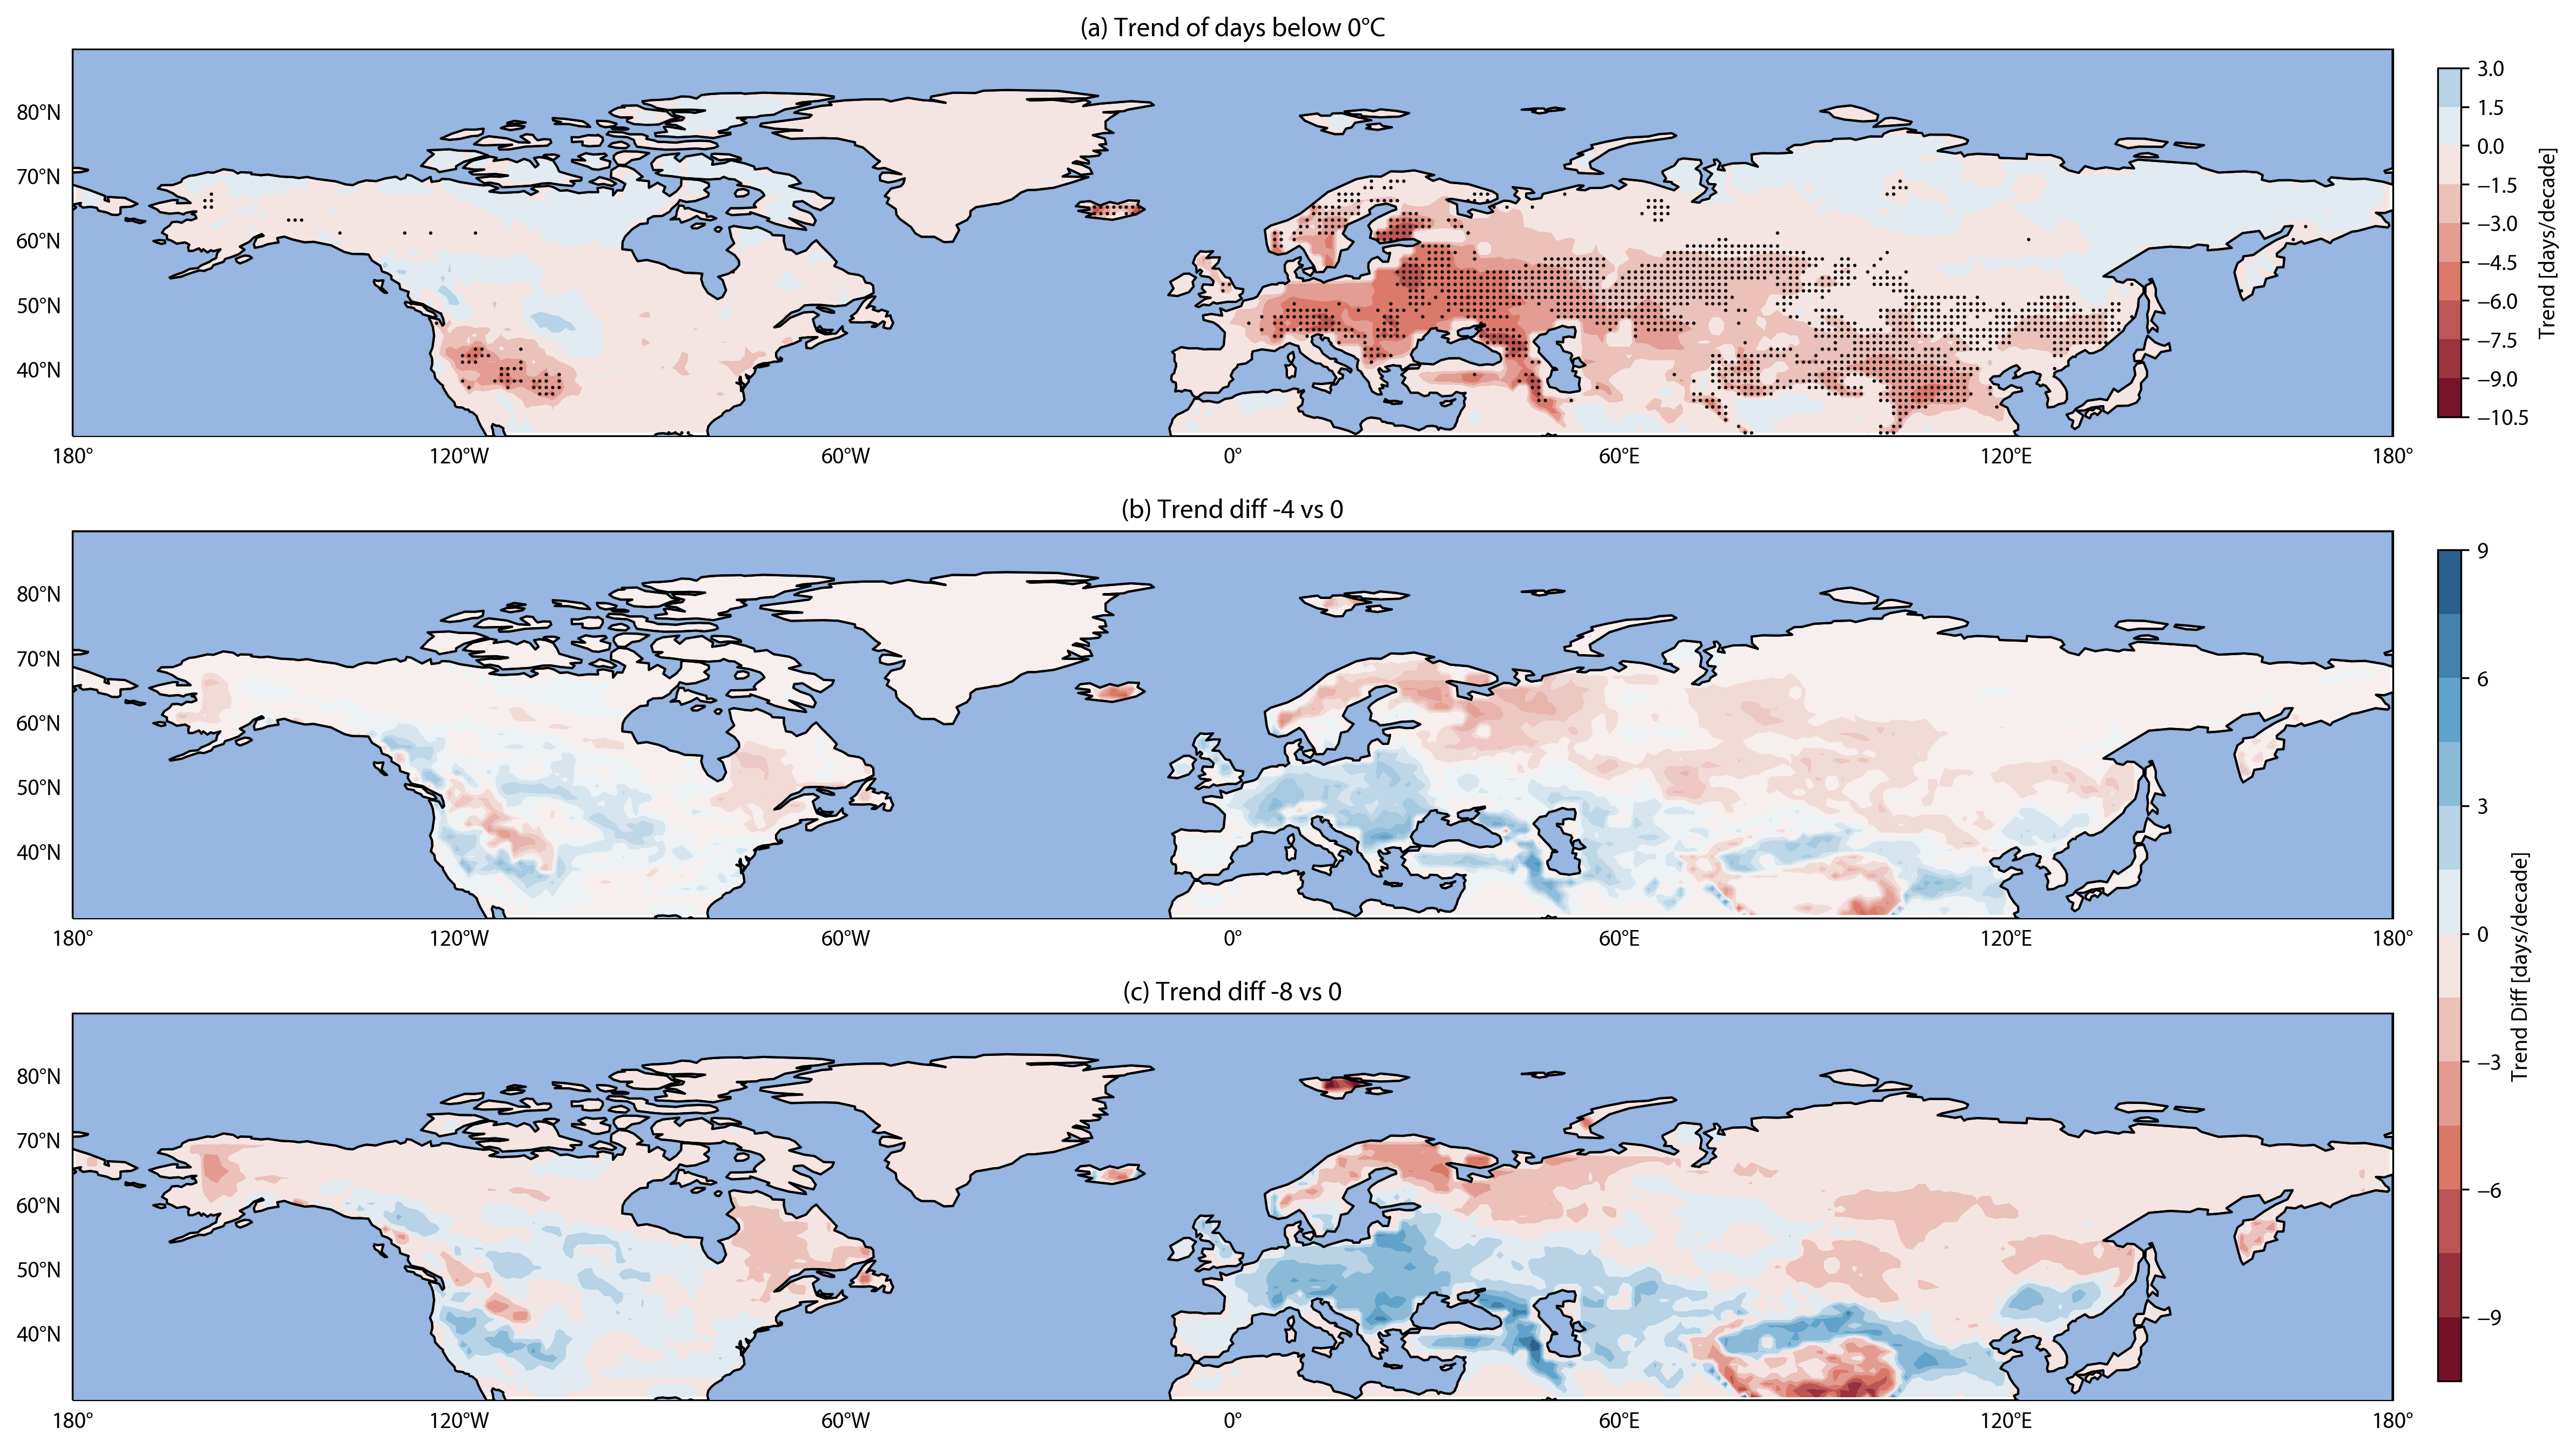 (a) Trend of days below 0°C
80°N
70°N
60°N
50°N
40°N
180°
120°W
60°W
0°
60°E
120°E
180°
3.0
1.5
0.0
−1.5
−3.0
−4.5
−6.0
−7.5
−9.0
−10.5
Trend [days/decade]
(b) Trend diff -4 vs 0
80°N
70°N
60°N
50°N
40°N
180°
120°W
60°W
0°
60°E
120°E
180°
(c) Trend diff -8 vs 0
80°N
70°N
60°N
50°N
40°N
180°
120°W
60°W
0°
60°E
120°E
180°
9
6
3
0
−3
−6
−9
Trend Diff [days/decade]